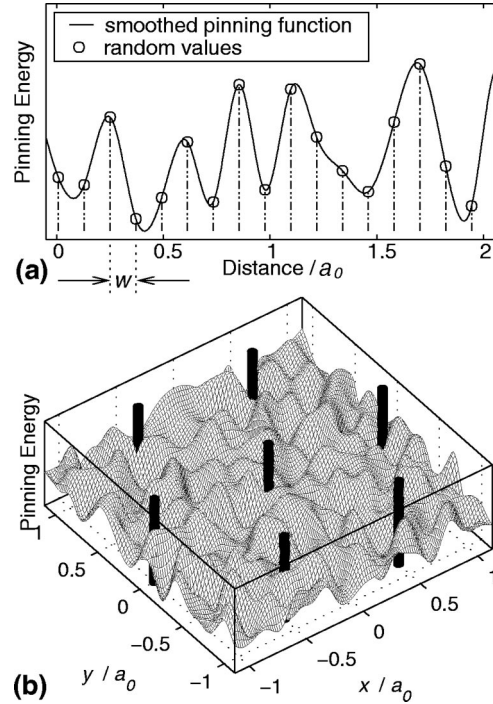 smoothed pinning function
random values
Pinning Energy
0 0.5 1 1.5 2
(a)
Distance / a0
w
Pinning Energy
1
0.5
0
−0.5
−1
−1
−0.5
0
0.5
1
y / a0
x / a0
(b)